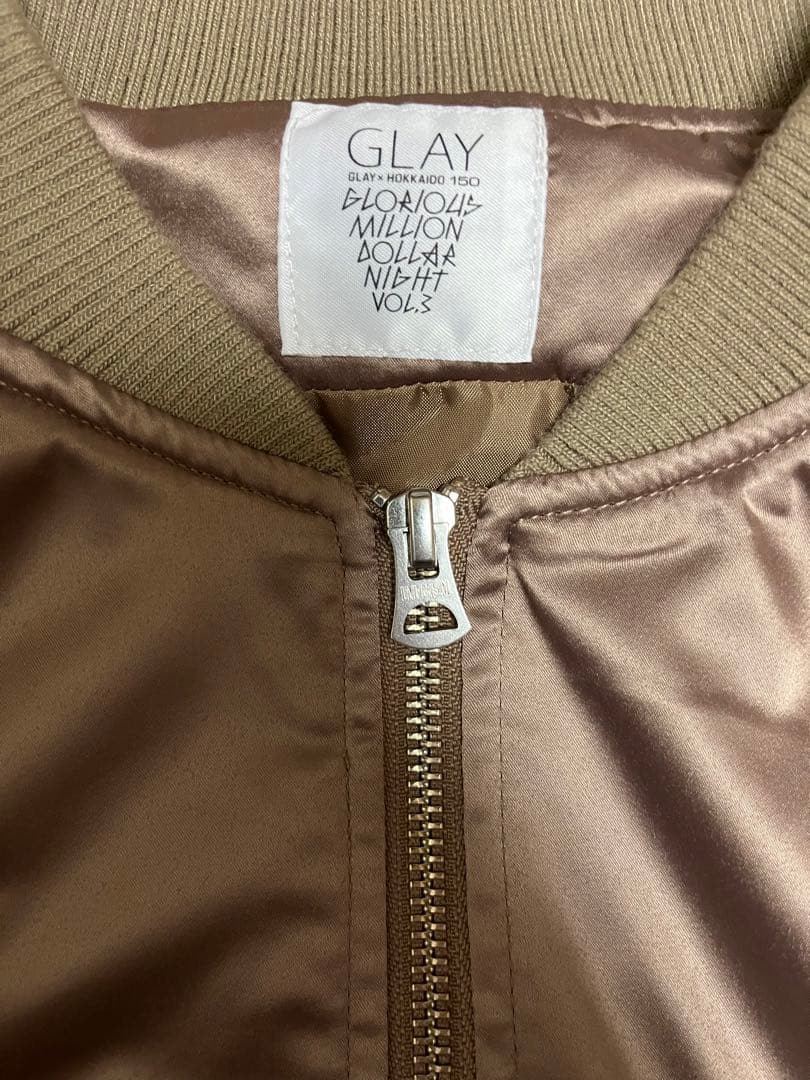 GLAY
GLAY × HOKKAIDO 150
GLORIOUS
MILLION
DOLLAR
NIGHT
VOL.3